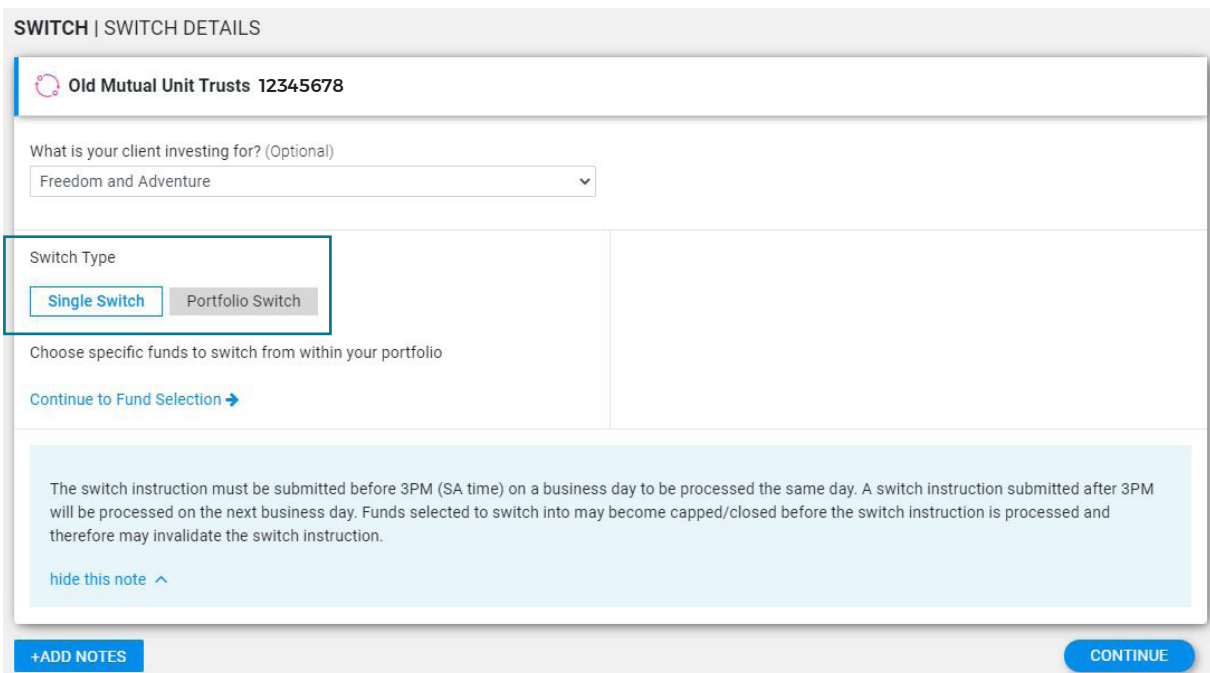 SWITCH | SWITCH DETAILS
Old Mutual Unit Trusts 12345678
What is your client investing for? (Optional)
Freedom and Adventure
Switch Type
Single Switch Portfolio Switch
Choose specific funds to switch from within your portfolio
Continue to Fund Selection
The switch instruction must be submitted before 3PM (SA time) on a business day to be processed the same day. A switch instruction submitted after 3PM
will be processed on the next business day. Funds selected to switch into may become capped/closed before the switch instruction is processed and
therefore may invalidate the switch instruction.
hide this note
+ADD NOTES CONTINUE